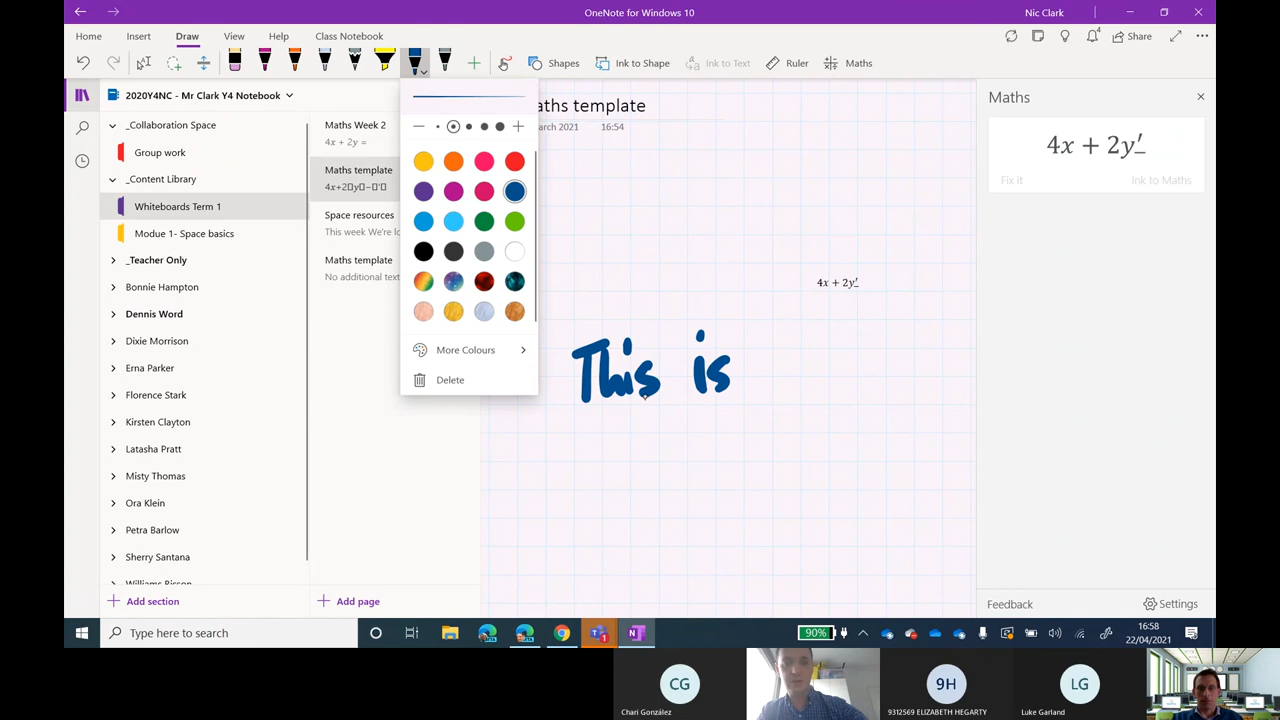 OneNote for Windows 10
Nic Clark
Home
Insert
Draw
View
Help
Class Notebook
Share
Shapes
Ink to Shape
Ink to Text
Ruler
Maths
2020Y4NC - Mr Clark Y4 Notebook
_Collaboration Space
Group work
_Content Library
Whiteboards Term 1
Modue 1- Space basics
_Teacher Only
Bonnie Hampton
Dennis Word
Dixie Morrison
Erna Parker
Florence Stark
Kirsten Clayton
Latasha Pratt
Misty Thomas
Ora Klein
Petra Barlow
Sherry Santana
Add section
Maths Week 2
4x + 2y =
Maths template
4x+2▯y▯−▯'▯
Space resources
This week We're lo
Maths template
No additional text
Add page
More Colours
Delete
aths template
arch 2021 16:54
4x + 2y′
This is
Maths
4x + 2y′
Fix it
Ink to Maths
Feedback
Settings
Type here to search
1
90%
16:58
22/04/2021
CG
Chari González
9H
9312569 ELIZABETH HEGARTY
LG
Luke Garland